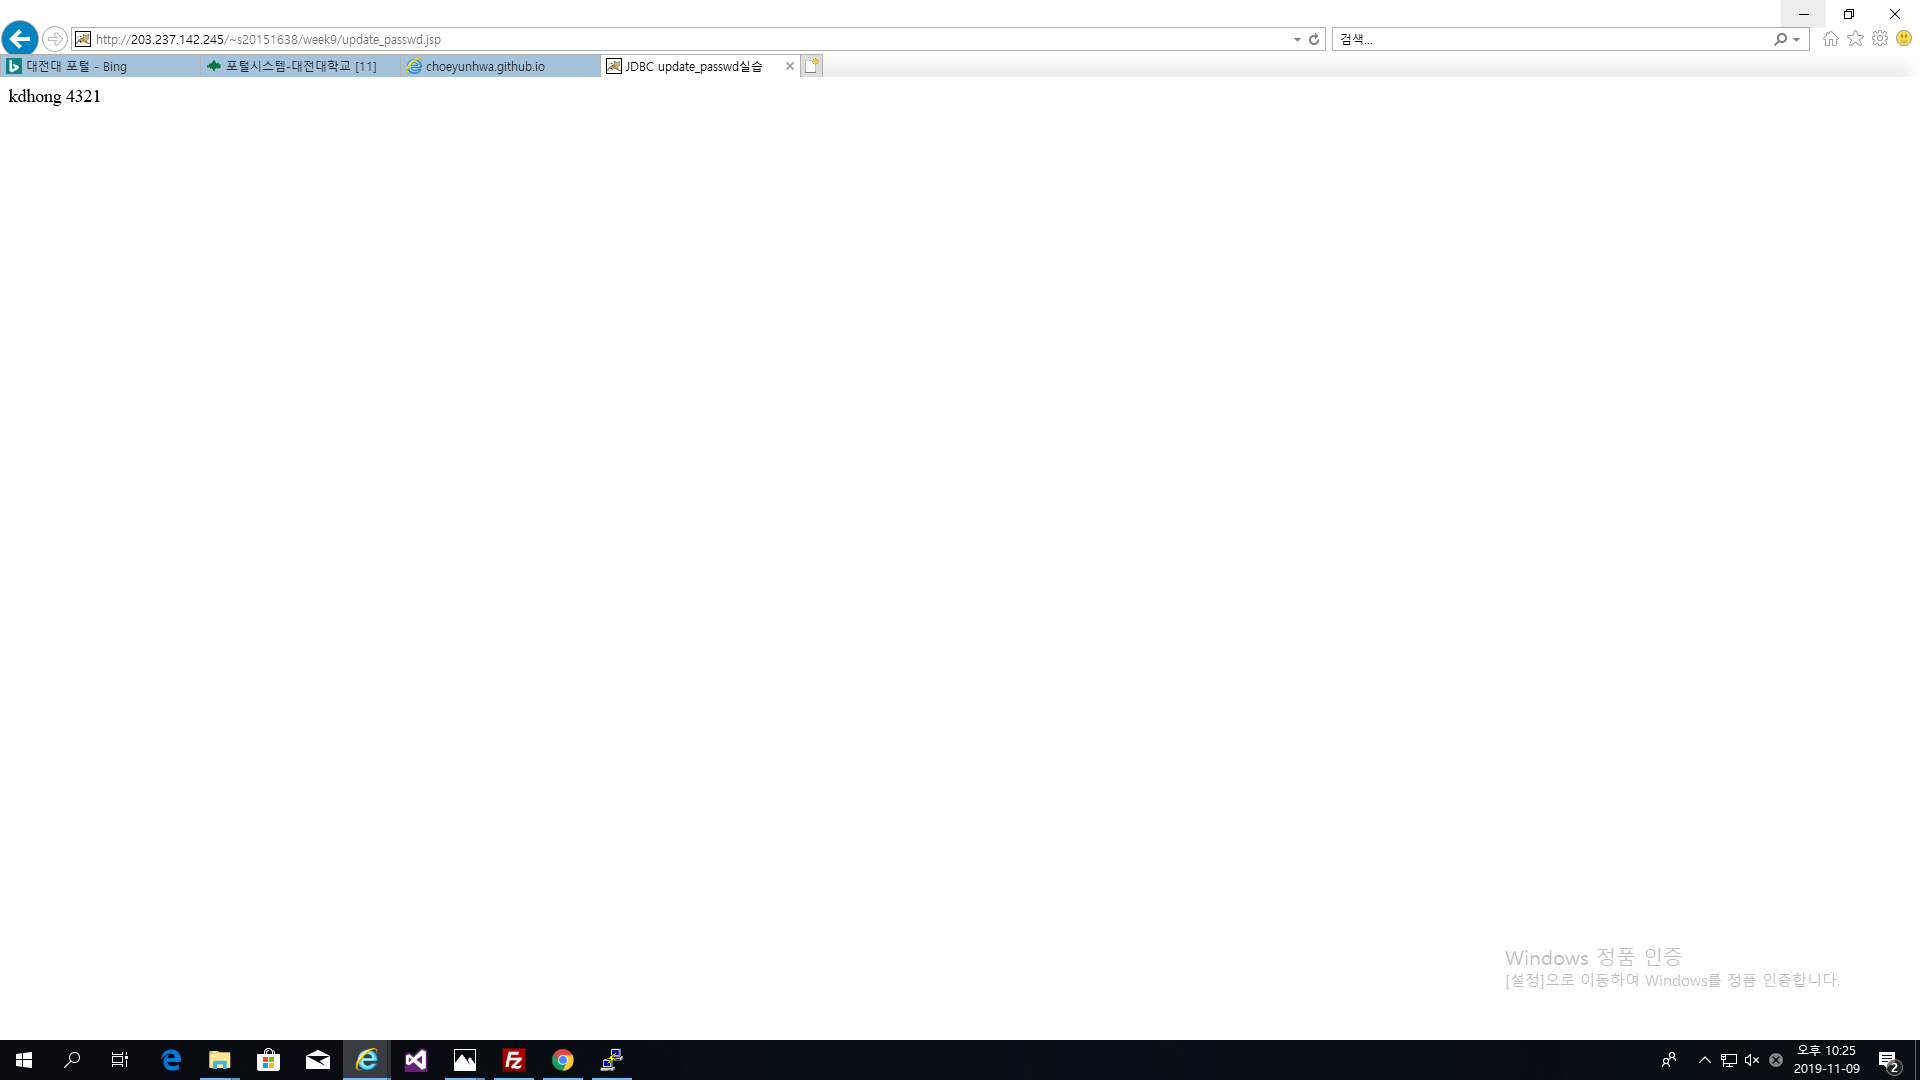 http://203.237.142.245/~s20151638/week9/update_passwd.jsp
검색...
대전대 포털 - Bing
포털시스템-대전대학교 [11]
choeyunhwa.github.io
JDBC update_passwd실습
kdhong 4321
Windows 정품 인증
[설정]으로 이동하여 Windows를 정품 인증합니다.
오후 10:25
2019-11-09
2